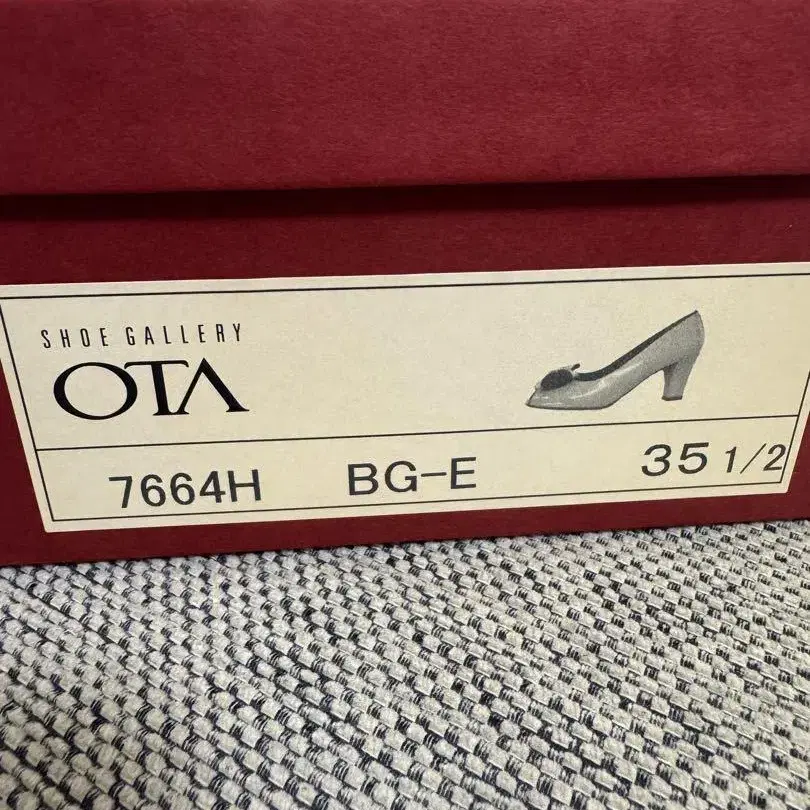 SHOE GALLERY
OTA
7664H BG-E 35 1/2